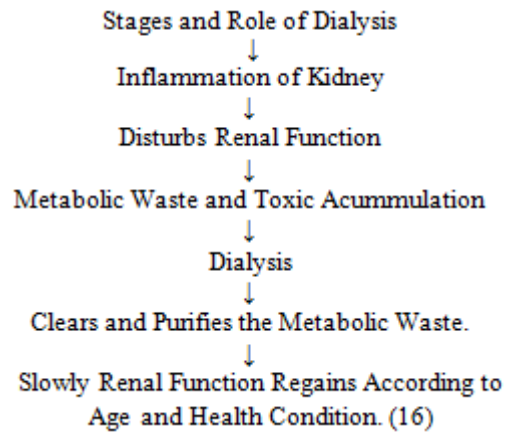 Stages and Role of Dialysis
↓
Inflammation of Kidney
↓
Disturbs Renal Function
↓
Metabolic Waste and Toxic Acummulation
↓
Dialysis
↓
Clears and Purifies the Metabolic Waste.
↓
Slowly Renal Function Regains According to
Age and Health Condition. (16)